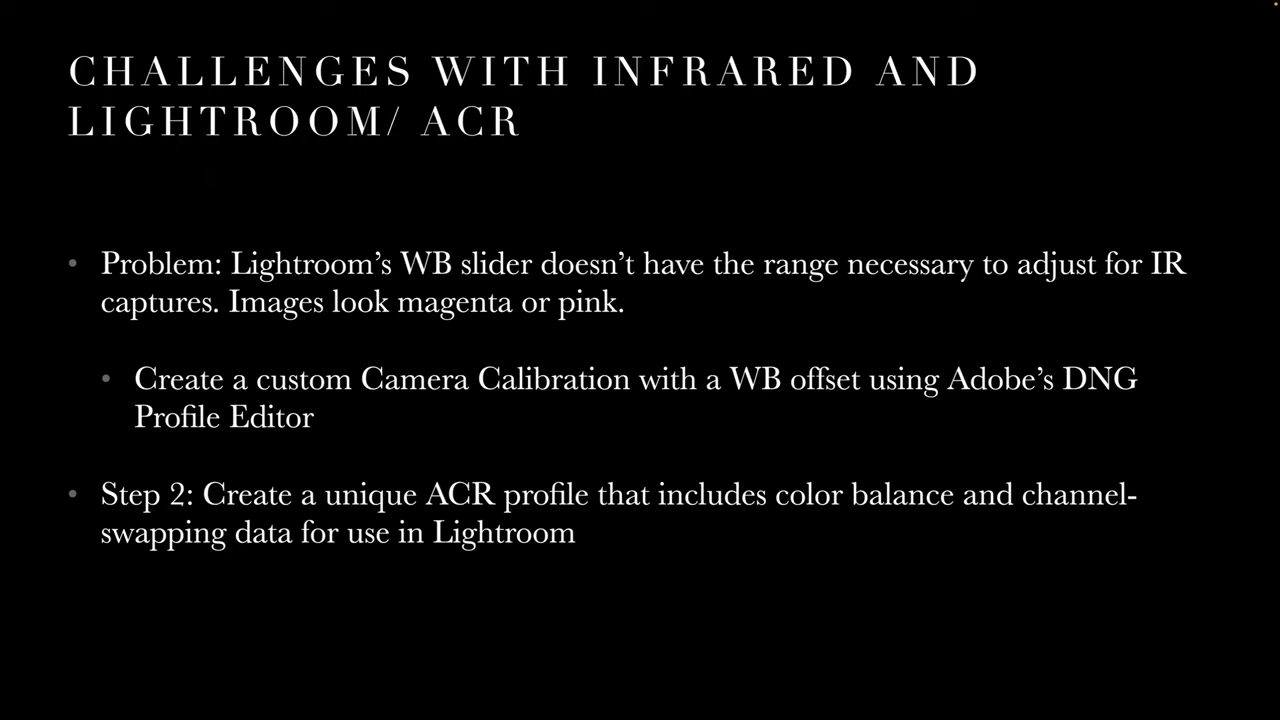 CHALLENGES WITH INFRARED AND
LIGHTROOM/ ACR
• Problem: Lightroom’s WB slider doesn’t have the range necessary to adjust for IR
captures. Images look magenta or pink.
• Create a custom Camera Calibration with a WB offset using Adobe’s DNG
Profile Editor
• Step 2: Create a unique ACR profile that includes color balance and channel-
swapping data for use in Lightroom